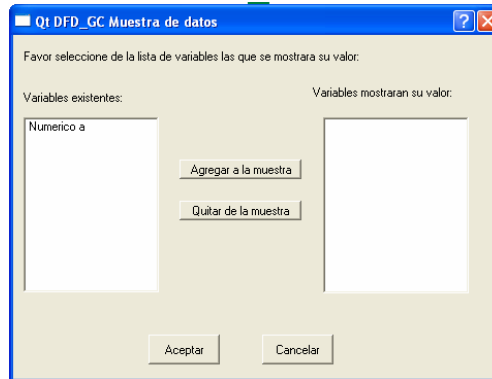 Qt DFD_GC Muestra de datos
Favor seleccione de la lista de variables las que se mostrara su valor:
Variables existentes:
Variables mostraran su valor:
Numerico a
Agregar a la muestra
Quitar de la muestra
Aceptar
Cancelar